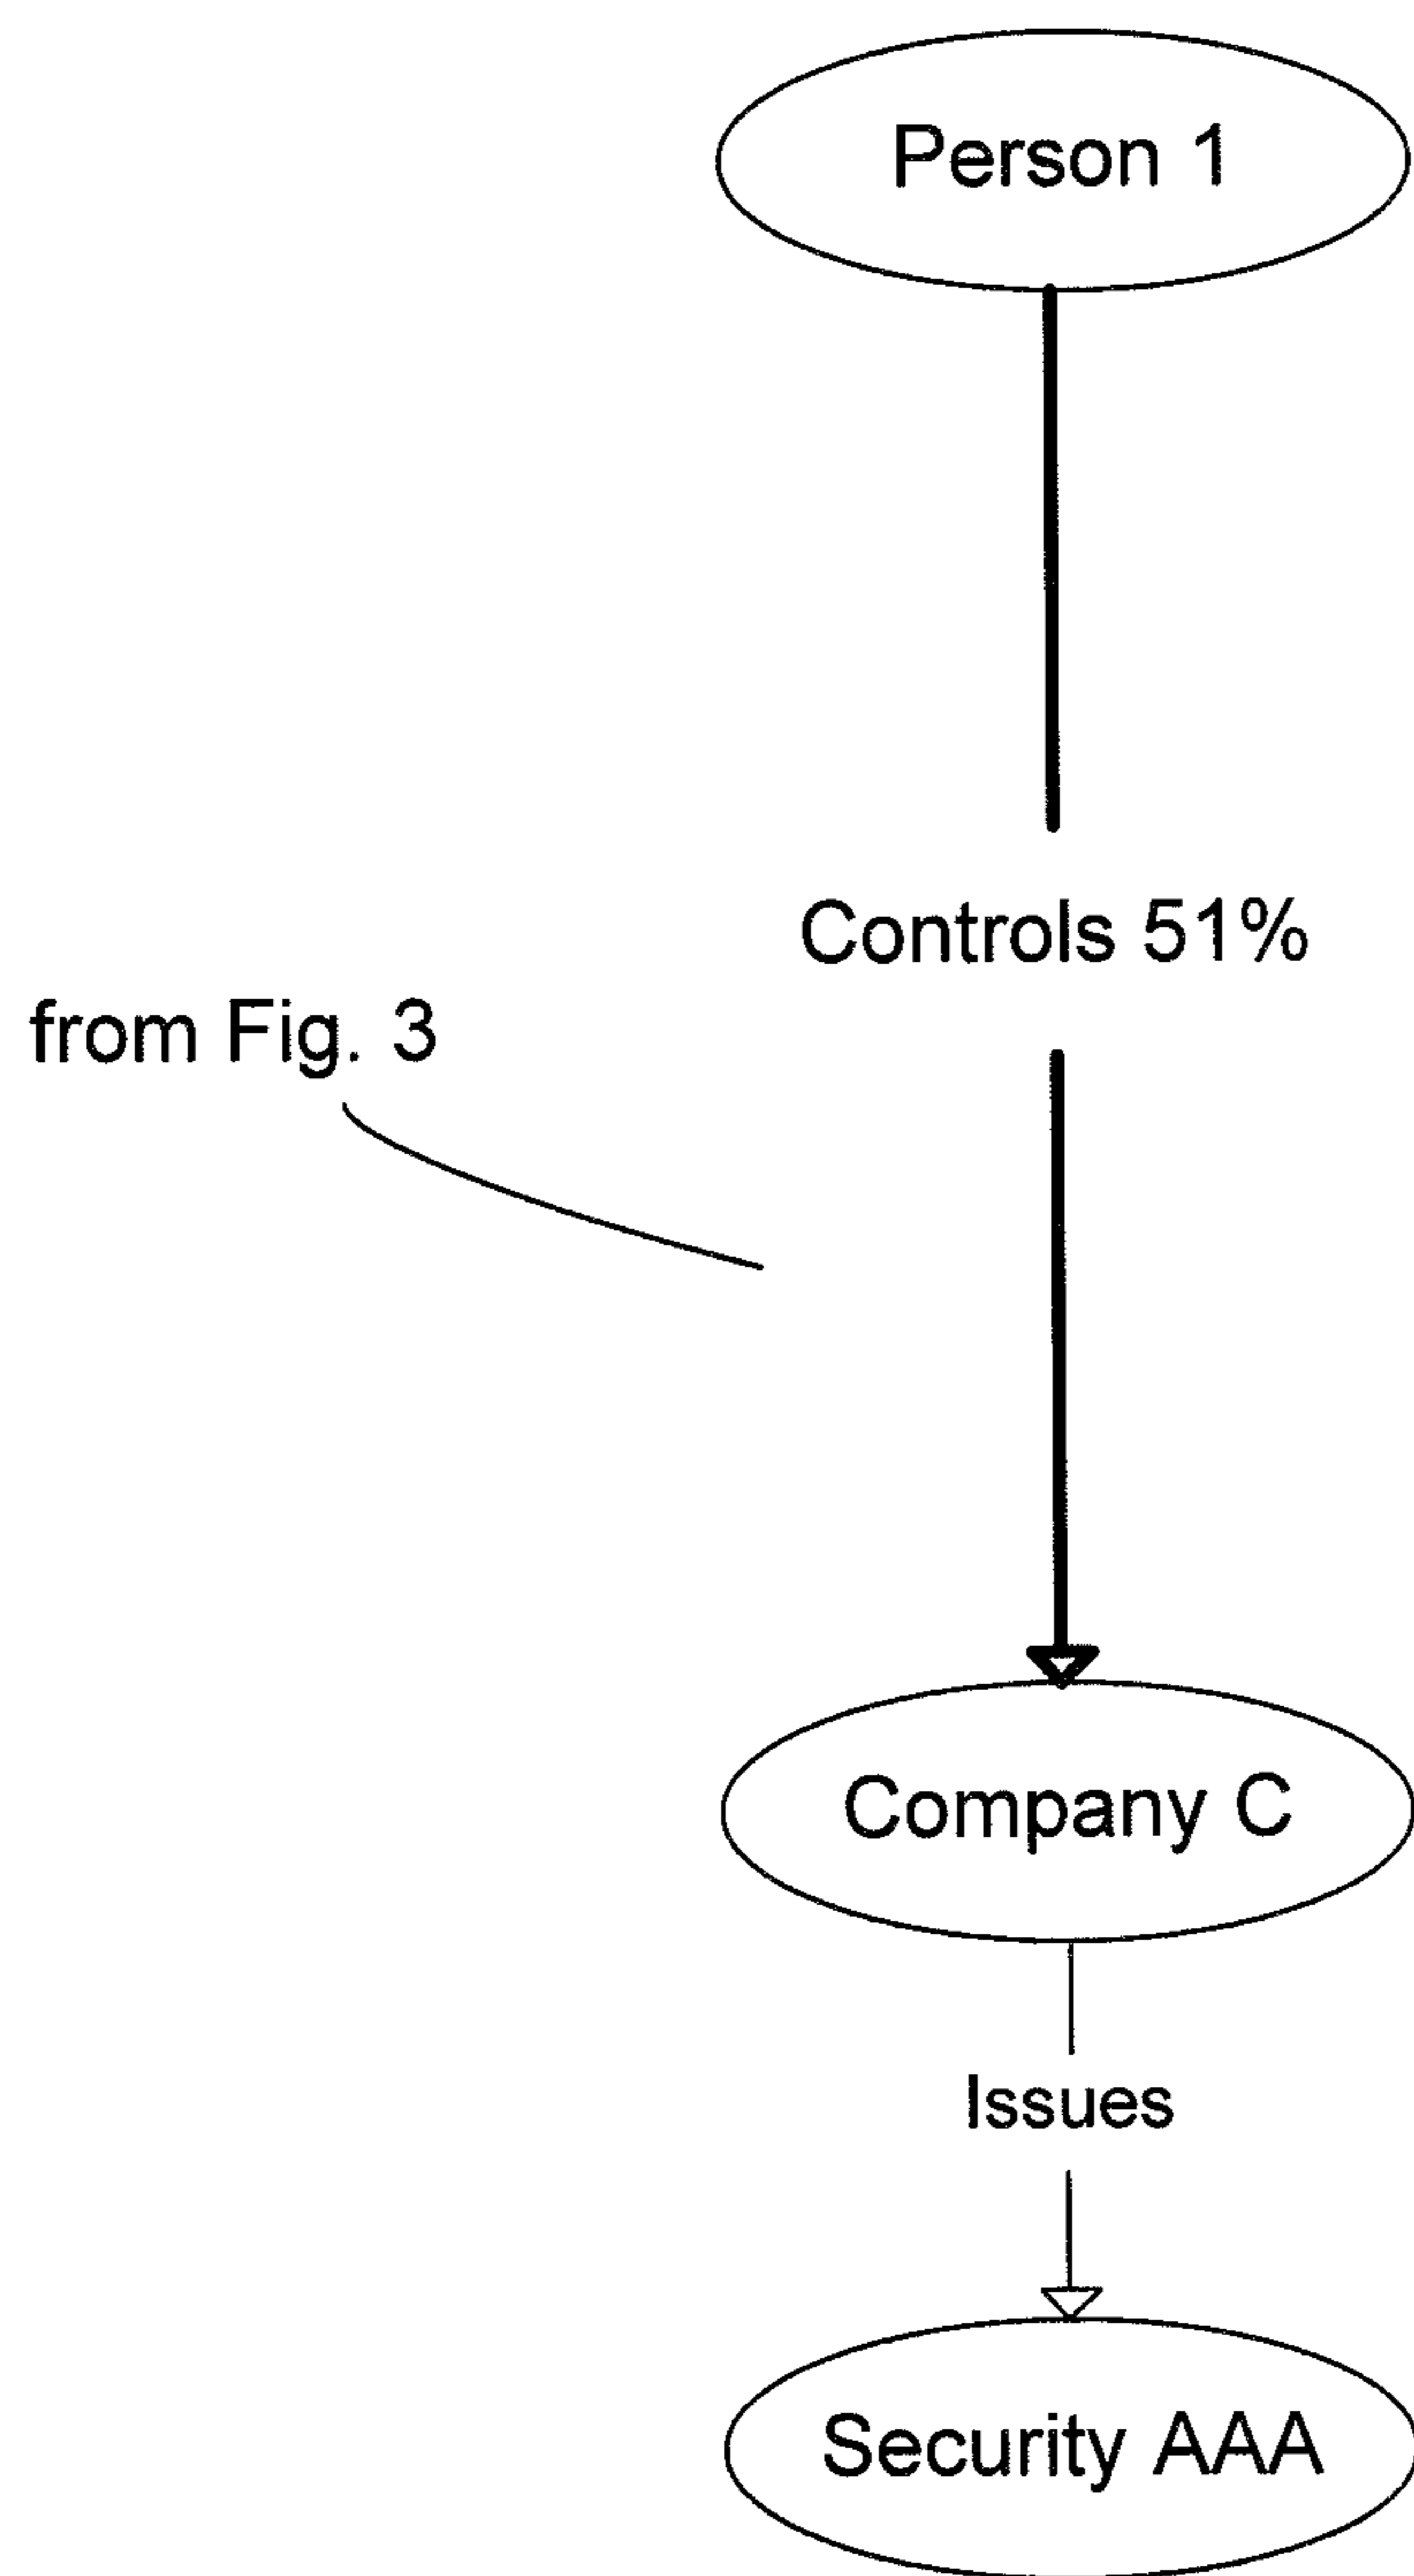 Person 1
Controls 51%
from Fig. 3
Company C
Issues
Security AAA